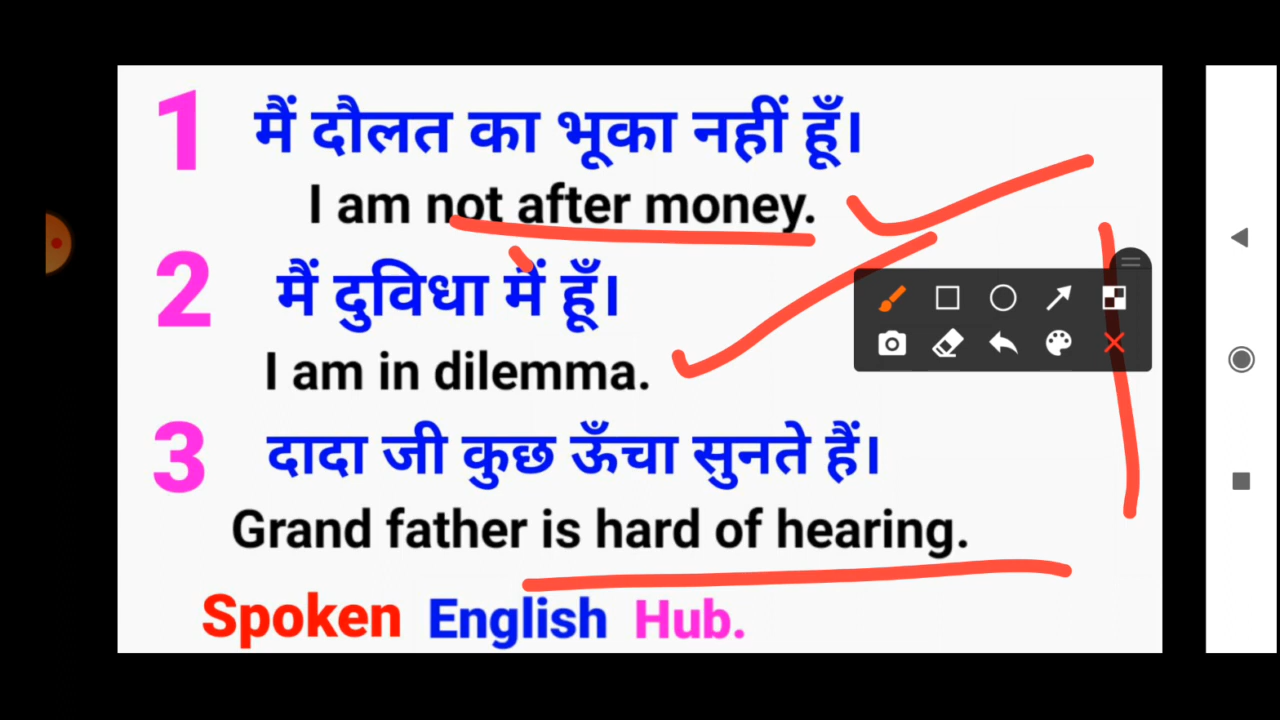 1 मैं दौलत का भूका नहीं हूँ।
I am not after money.
2 मैं दुविधा में हूँ।
I am in dilemma.
3 दादा जी कुछ ऊँचा सुनते हैं।
Grand father is hard of hearing.
Spoken English Hub.